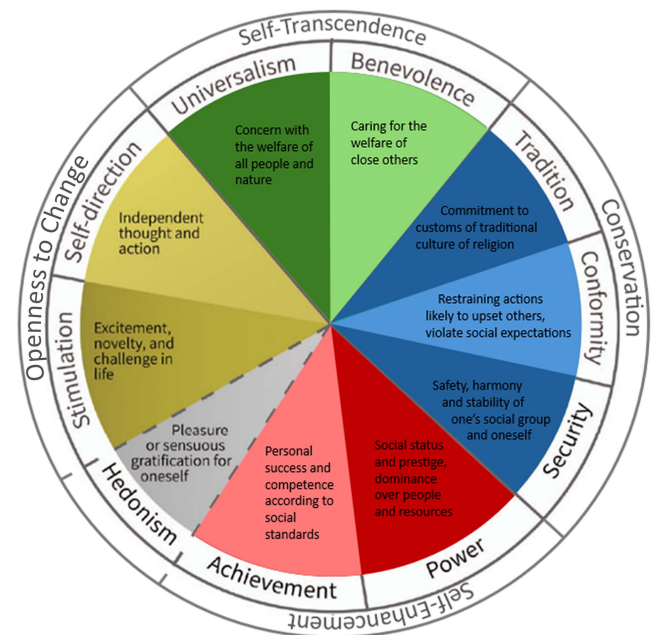 Self-Transcendence
Universalism
Benevolence
Concern with
the welfare of
all people and
nature
Caring for the
welfare of
close others
Self-direction
Tradition
Openness to Change
Conservation
Independent
thought and
action
Commitment to
customs of traditional
culture of religion
Stimulation
Conformity
Excitement,
novelty, and
challenge in
life
Restraining actions
likely to upset others,
violate social expectations
Safety, harmony
and stability of
one's social group
and oneself
Security
Pleasure
or sensuous
gratification for
oneself
Hedonism
Personal
success and
competence
according to
social
standards
Social status
and prestige,
dominance
over people
and resources
Achievement
Power
Self-Enhancement